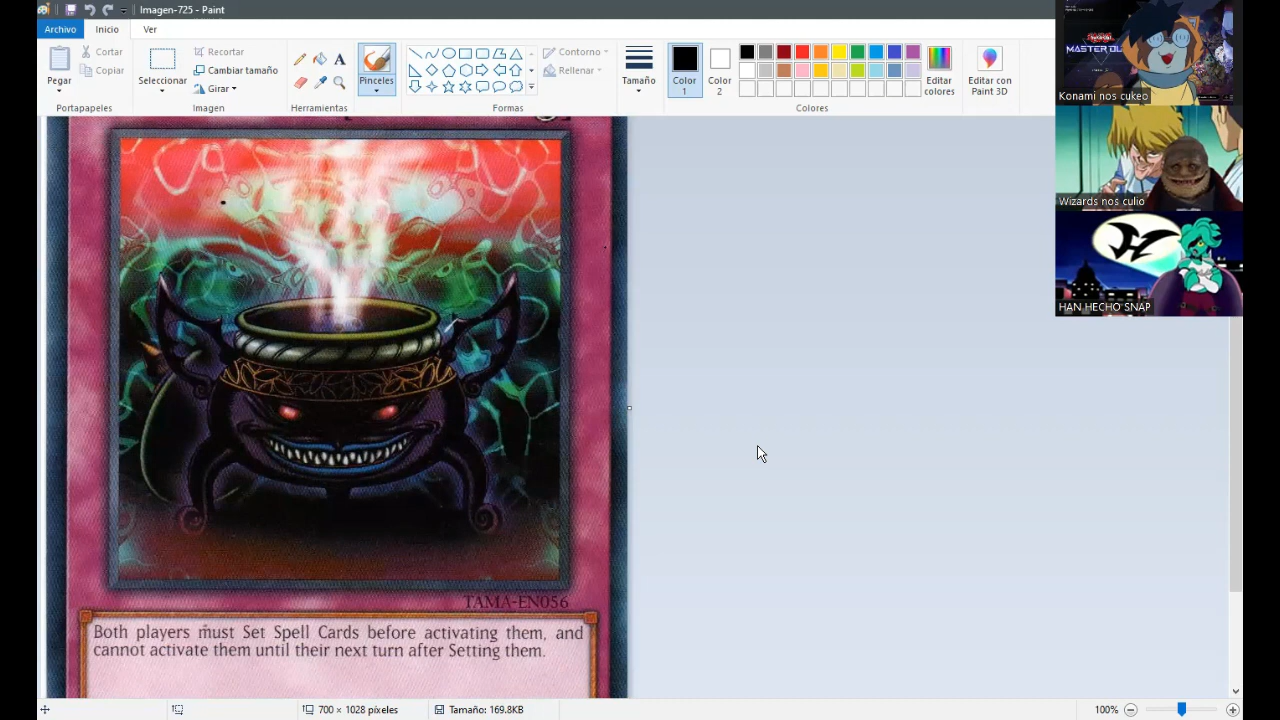 Imagen-725 - Paint
Archivo
Inicio
Ver
Pegar
Cortar
Copiar
Portapapeles
Seleccionar
Recortar
Cambiar tamaño
Girar
Imagen
A
Herramientas
Pinceles
Contorno
Rellenar
Formas
Tamaño
Color
1
Color
2
Editar
colores
Colores
Editar con
Paint 3D
MASTER DUEL
Konami nos cukeo
Wizards nos culio
HAN HECHO SNAP
TAMA-EN056
Both players must Set Spell Cards before activating them, and
cannot activate them until their next turn after Setting them.
700 × 1028 píxeles
Tamaño: 169.8KB
100%